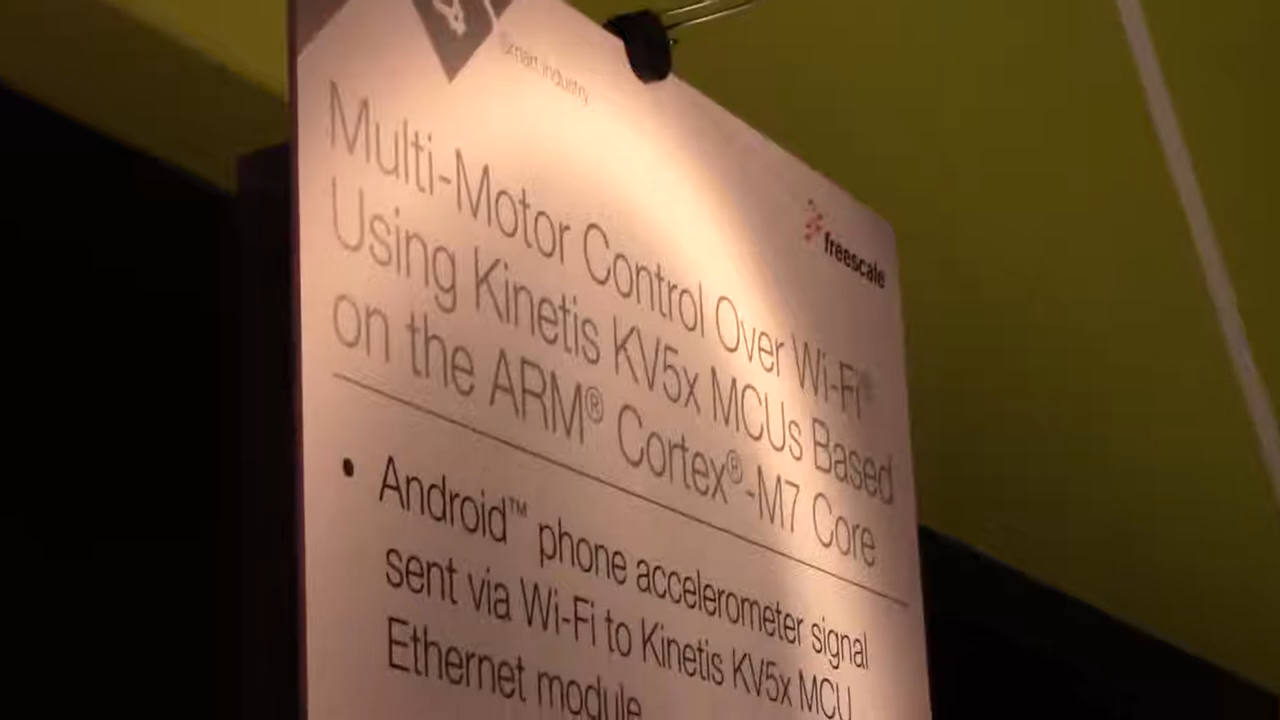 smart industry
freescale
Multi-Motor Control Over Wi-Fi®
Using Kinetis KV5x MCUs Based
on the ARM® Cortex®-M7 Core
• Android™ phone accelerometer signal
sent via Wi-Fi to Kinetis KV5x MCU
Ethernet module